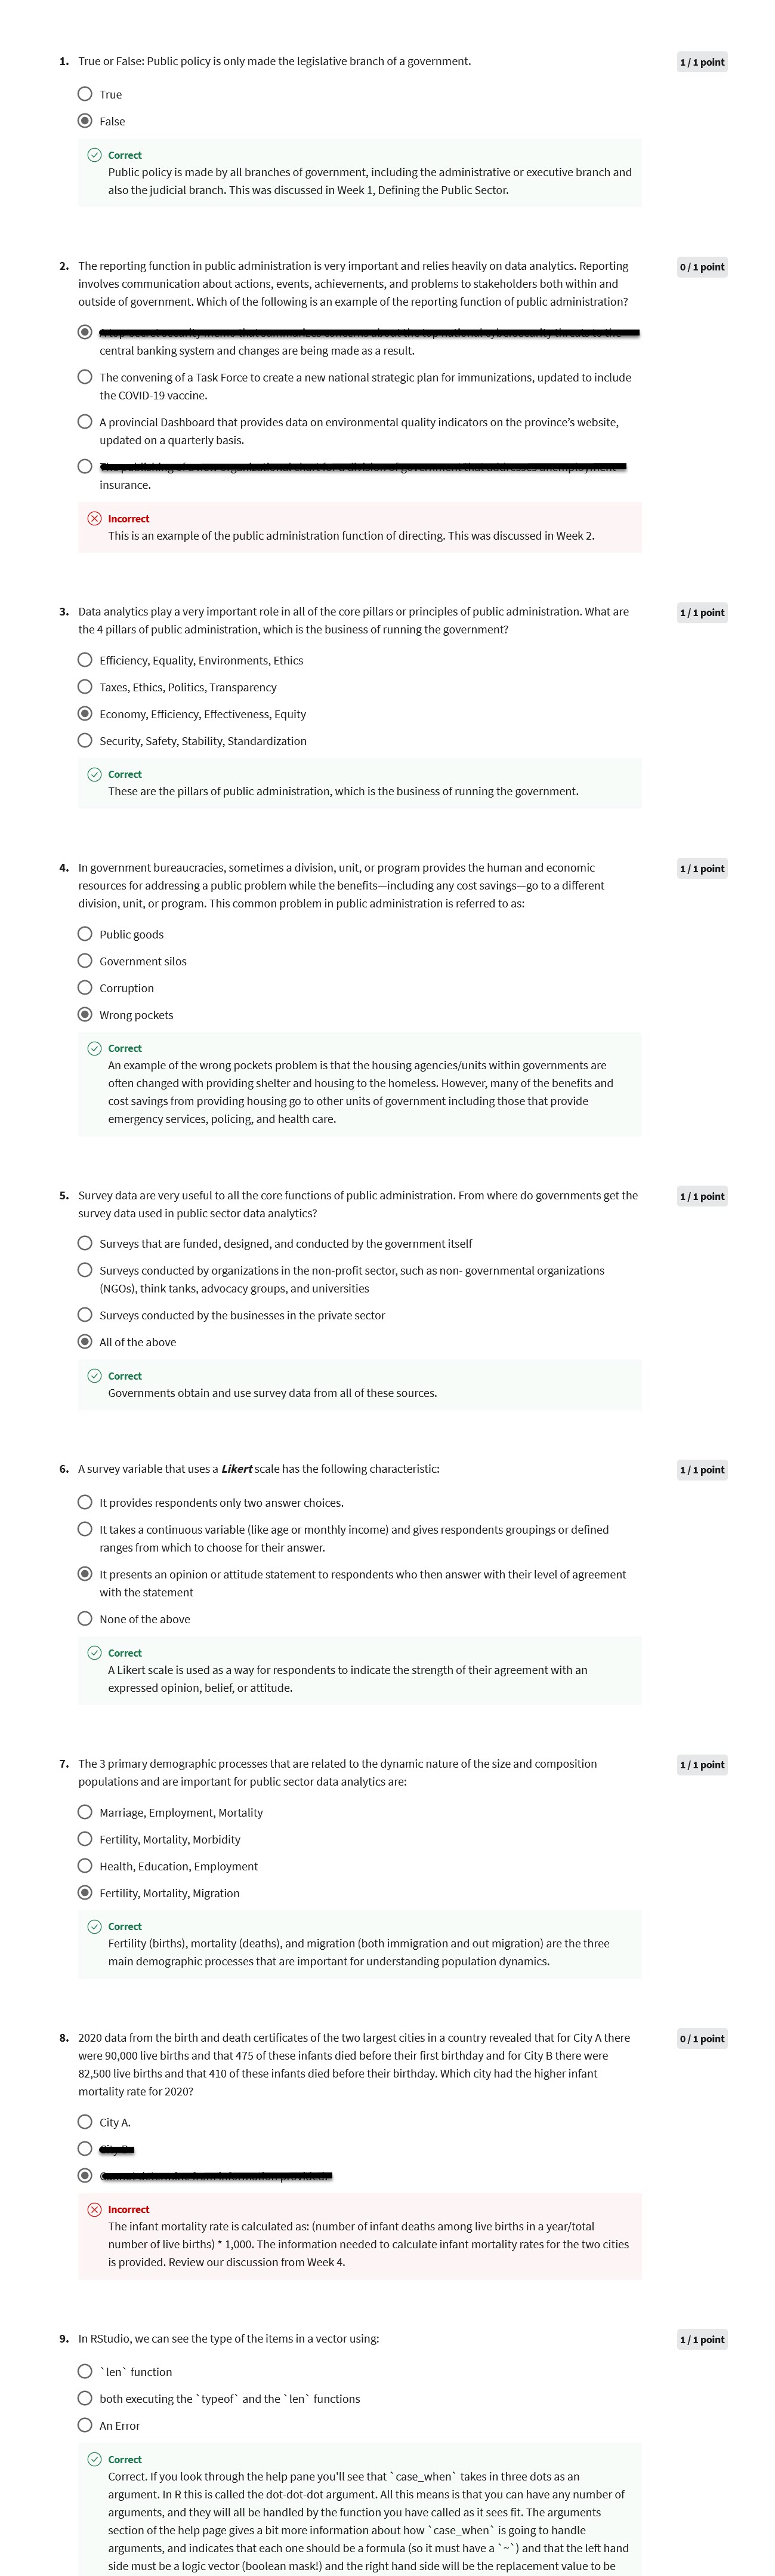 1. True or False: Public policy is only made the legislative branch of a government.
1 / 1 point
True
False
Correct
Public policy is made by all branches of government, including the administrative or executive branch and
also the judicial branch. This was discussed in Week 1, Defining the Public Sector.
2. The reporting function in public administration is very important and relies heavily on data analytics. Reporting
0 / 1 point
involves communication about actions, events, achievements, and problems to stakeholders both within and
outside of government. Which of the following is an example of the reporting function of public administration?
central banking system and changes are being made as a result.
The convening of a Task Force to create a new national strategic plan for immunizations, updated to include
the COVID-19 vaccine.
A provincial Dashboard that provides data on environmental quality indicators on the province's website,
updated on a quarterly basis.
insurance.
Incorrect
This is an example of the public administration function of directing. This was discussed in Week 2.
3. Data analytics play a very important role in all of the core pillars or principles of public administration. What are
1 / 1 point
the 4 pillars of public administration, which is the business of running the government?
Efficiency, Equality, Environments, Ethics
Taxes, Ethics, Politics, Transparency
Economy, Efficiency, Effectiveness, Equity
Security, Safety, Stability, Standardization
Correct
These are the pillars of public administration, which is the business of running the government.
4. In government bureaucracies, sometimes a division, unit, or program provides the human and economic
1 / 1 point
resources for addressing a public problem while the benefits—including any cost savings—go to a different
division, unit, or program. This common problem in public administration is referred to as:
Public goods
Government silos
Corruption
Wrong pockets
Correct
An example of the wrong pockets problem is that the housing agencies/units within governments are
often changed with providing shelter and housing to the homeless. However, many of the benefits and
cost savings from providing housing go to other units of government including those that provide
emergency services, policing, and health care.
5. Survey data are very useful to all the core functions of public administration. From where do governments get the
1 / 1 point
survey data used in public sector data analytics?
Surveys that are funded, designed, and conducted by the government itself
Surveys conducted by organizations in the non-profit sector, such as non- governmental organizations
(NGOs), think tanks, advocacy groups, and universities
Surveys conducted by the businesses in the private sector
All of the above
Correct
Governments obtain and use survey data from all of these sources.
6. A survey variable that uses a Likert scale has the following characteristic:
1 / 1 point
It provides respondents only two answer choices.
It takes a continuous variable (like age or monthly income) and gives respondents groupings or defined
ranges from which to choose for their answer.
It presents an opinion or attitude statement to respondents who then answer with their level of agreement
with the statement
None of the above
Correct
A Likert scale is used as a way for respondents to indicate the strength of their agreement with an
expressed opinion, belief, or attitude.
7. The 3 primary demographic processes that are related to the dynamic nature of the size and composition
1 / 1 point
populations and are important for public sector data analytics are:
Marriage, Employment, Mortality
Fertility, Mortality, Morbidity
Health, Education, Employment
Fertility, Mortality, Migration
Correct
Fertility (births), mortality (deaths), and migration (both immigration and out migration) are the three
main demographic processes that are important for understanding population dynamics.
8. 2020 data from the birth and death certificates of the two largest cities in a country revealed that for City A there
0 / 1 point
were 90,000 live births and that 475 of these infants died before their first birthday and for City B there were
82,500 live births and that 410 of these infants died before their birthday. Which city had the higher infant
mortality rate for 2020?
City A.
Incorrect
The infant mortality rate is calculated as: (number of infant deaths among live births in a year/total
number of live births) * 1,000. The information needed to calculate infant mortality rates for the two cities
is provided. Review our discussion from Week 4.
9. In RStudio, we can see the type of the items in a vector using:
1 / 1 point
`len` function
both executing the `typeof` and the `len` functions
An Error
Correct
Correct. If you look through the help pane you'll see that `case_when` takes in three dots as an
argument. In R this is called the dot-dot-dot argument. All this means is that you can have any number of
arguments, and they will all be handled by the function you have called as it sees fit. The arguments
section of the help page gives a bit more information about how `case_when` is going to handle
arguments, and indicates that each one should be a formula (so it must have a `~`) and that the left hand
side must be a logic vector (boolean mask!) and the right hand side will be the replacement value to be